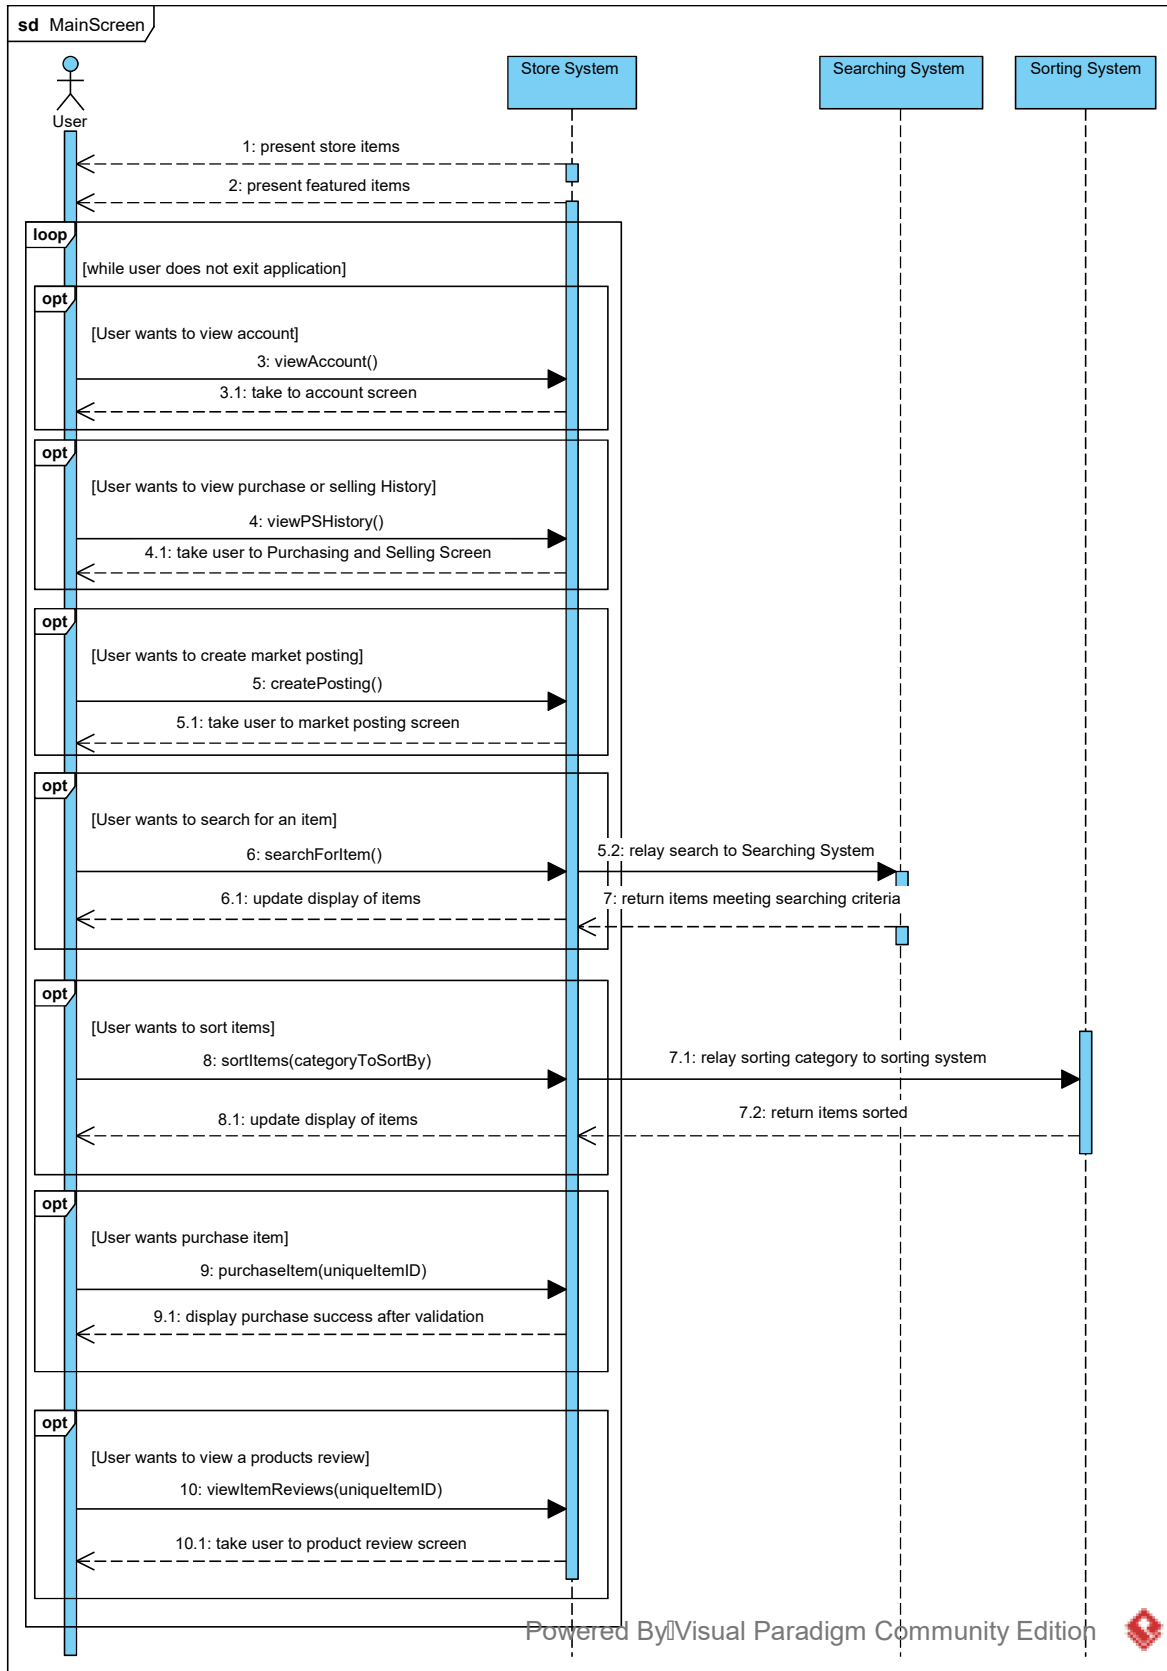 sd MainScreen
User
Store System
Searching System
Sorting System
1: present store items
2: present featured items
loop
[while user does not exit application]
opt
[User wants to view account]
3: viewAccount()
3.1: take to account screen
opt
[User wants to view purchase or selling History]
4: viewPSHistory()
4.1: take user to Purchasing and Selling Screen
opt
[User wants to create market posting]
5: createPosting()
5.1: take user to market posting screen
opt
[User wants to search for an item]
6: searchForItem()
5.2: relay search to Searching System
6.1: update display of items
7: return items meeting searching criteria
opt
[User wants to sort items]
8: sortItems(categoryToSortBy)
7.1: relay sorting category to sorting system
8.1: update display of items
7.2: return items sorted
opt
[User wants purchase item]
9: purchaseItem(uniqueItemID)
9.1: display purchase success after validation
opt
[User wants to view a products review]
10: viewItemReviews(uniqueItemID)
10.1: take user to product review screen
Powered By Visual Paradigm Community Edition